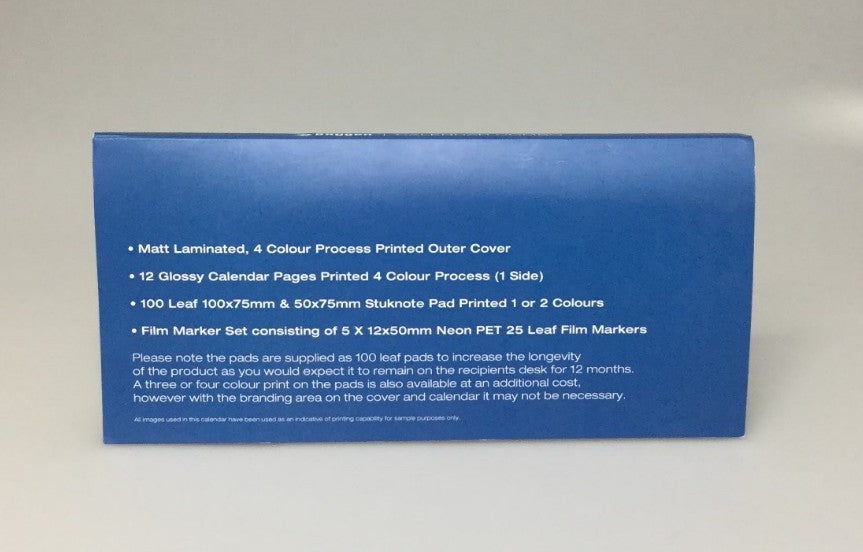 • Matt Laminated, 4 Colour Process Printed Outer Cover
• 12 Glossy Calendar Pages Printed 4 Colour Process (1 Side)
• 100 Leaf 100x75mm & 50x75mm Stuknote Pad Printed 1 or 2 Colours
• Film Marker Set consisting of 5 X 12x50mm Neon PET 25 Leaf Film Markers
Please note the pads are supplied as 100 leaf pads to increase the longevity
of the product as you would expect it to remain on the recipients desk for 12 months.
A three or four colour print on the pads is also available at an additional cost,
however with the branding area on the cover and calendar it may not be necessary.
All images used in this calendar have been used as an indicative of printing capability for sample purposes only.